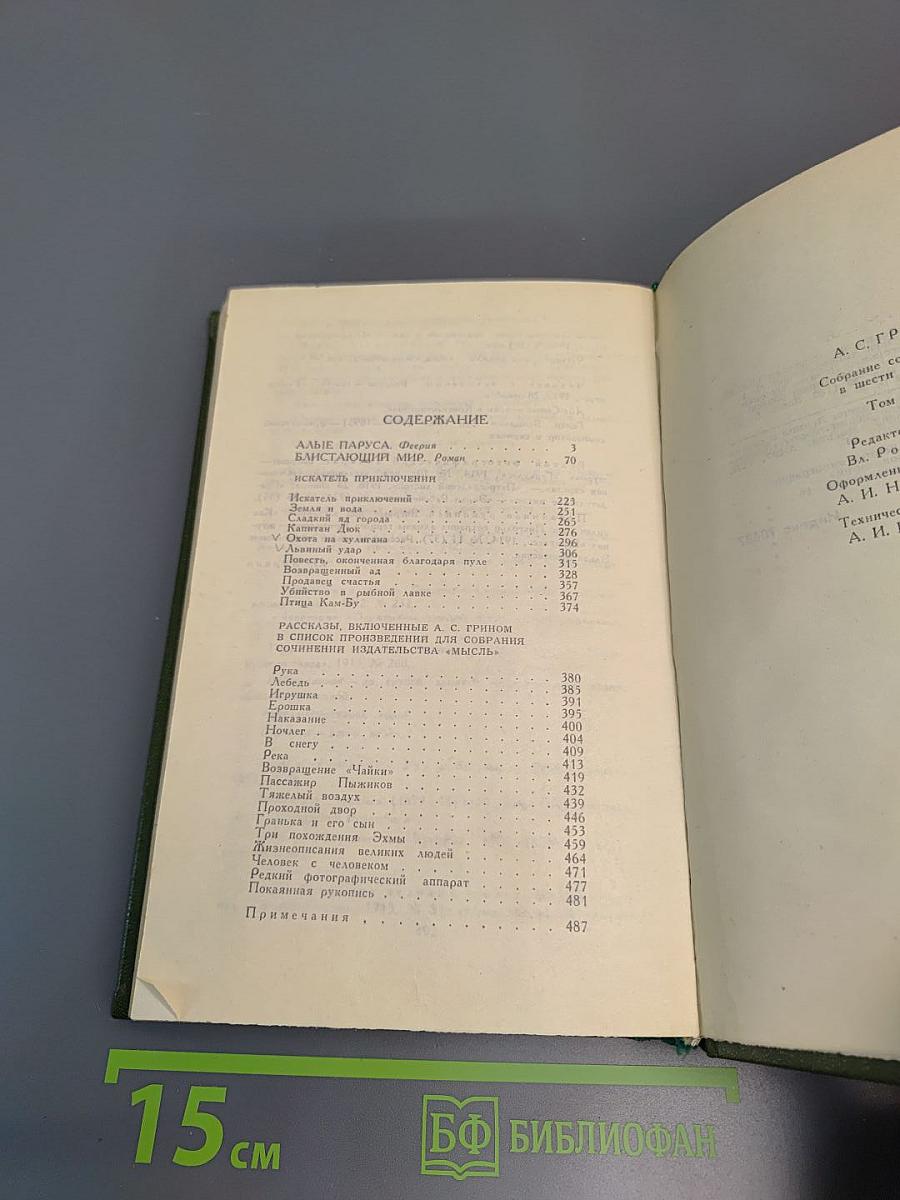 СОДЕРЖАНИЕ
АЛЫЕ ПАРУСА. Феерия . . . . . . . . 3
БЛИСТАЮЩИЙ МИР. Роман . . . . . . 70
ИСКАТЕЛЬ ПРИКЛЮЧЕНИЙ
Искатель приключений . . . . . . . . 223
Земля и вода . . . . . . . . 251
Сладкий яд города . . . . . . . . 265
Капитан Дюк . . . . . . . . 276
Охота на хулигана . . . . . . . . 296
Львиный удар . . . . . . . . 306
Повесть, оконченная благодаря пуле . . . . 315
Возвращенный ад . . . . . . . . 328
Продавец счастья . . . . . . . . 357
Убийство в рыбной лавке . . . . . . . . 367
Птица Кам-Бу . . . . . . . . 374
РАССКАЗЫ, ВКЛЮЧЕННЫЕ А. С. ГРИНОМ
В СПИСОК ПРОИЗВЕДЕНИЙ ДЛЯ СОБРАНИЯ
СОЧИНЕНИЙ ИЗДАТЕЛЬСТВА «МЫСЛЬ»
Рука . . . . . . . . 380
Лебедь . . . . . . . . 385
Игрушка . . . . . . . . 391
Ерошка . . . . . . . . 395
Наказание . . . . . . . . 400
Ночлег . . . . . . . . 404
В снегу . . . . . . . . 409
Река . . . . . . . . 413
Возвращение «Чайки» . . . . . . . . 419
Пассажир Пыжиков . . . . . . . . 432
Тяжелый воздух . . . . . . . . 439
Проходной двор . . . . . . . . 446
Гранька и его сын . . . . . . . . 453
Три похождения Эхмы . . . . . . . . 459
Жизнеописания великих людей . . . . . . 464
Человек с человеком . . . . . . . . 471
Редкий фотографический аппарат . . . . . 477
Покаянная рукопись . . . . . . . . 481
Примечания . . . . . . . . 487
А. С. ГР
Собрание со
в шести
Том
Редакто
Вл. Ро
Оформлен
А. И. Н
Техничес
А. И.
15 см
БФ БИБЛИОФАН